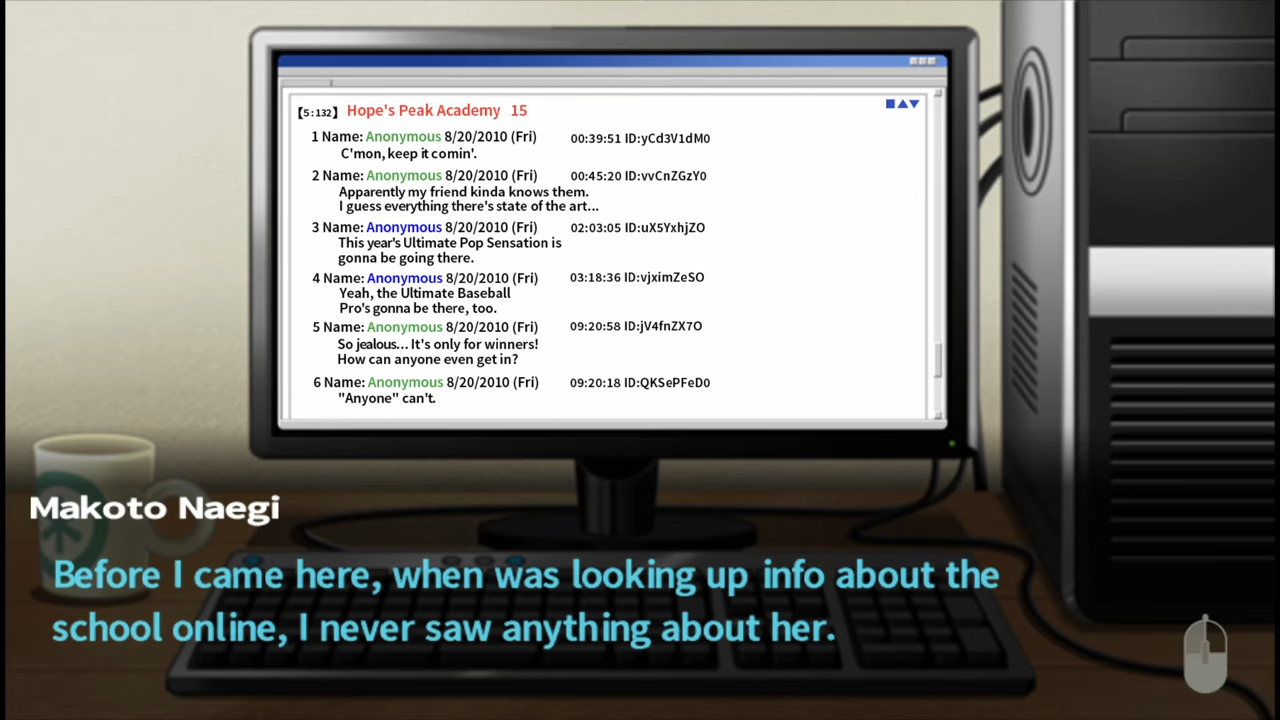 【5:132】 Hope's Peak Academy 15
1 Name: Anonymous 8/20/2010 (Fri) 00:39:51 ID:yCd3V1dM0
C'mon, keep it comin'.
2 Name: Anonymous 8/20/2010 (Fri) 00:45:20 ID:vvCnZGzY0
Apparently my friend kinda knows them.
I guess everything there's state of the art...
3 Name: Anonymous 8/20/2010 (Fri) 02:03:05 ID:uX5YxhjZO
This year's Ultimate Pop Sensation is
gonna be going there.
4 Name: Anonymous 8/20/2010 (Fri) 03:18:36 ID:vjximZeSO
Yeah, the Ultimate Baseball
Pro's gonna be there, too.
5 Name: Anonymous 8/20/2010 (Fri) 09:20:58 ID:jV4fnZX7O
So jealous... It's only for winners!
How can anyone even get in?
6 Name: Anonymous 8/20/2010 (Fri) 09:20:18 ID:QKSePFeD0
"Anyone" can't.
Makoto Naegi
Before I came here, when was looking up info about the
school online, I never saw anything about her.